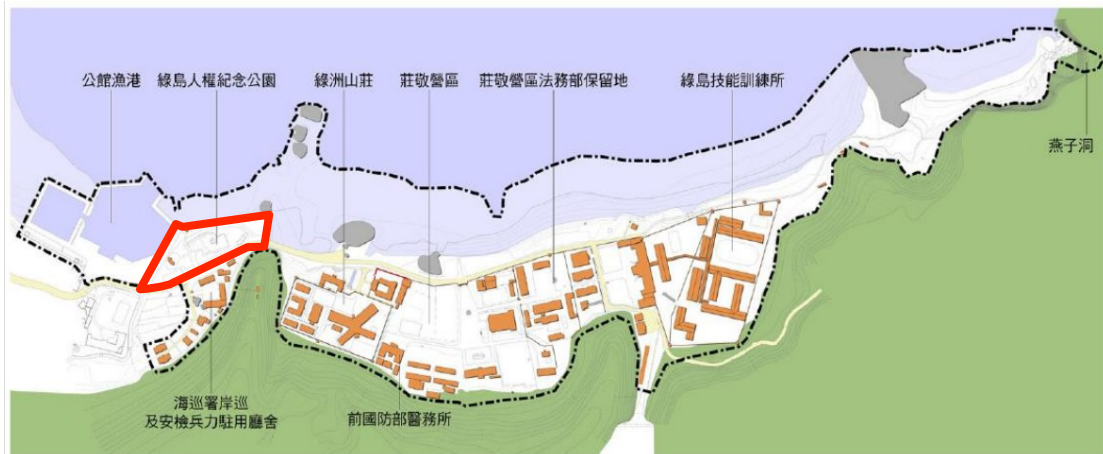 公館漁港
綠島人權紀念公園
綠洲山莊
莊敬營區
莊敬營區法務部保留地
綠島技能訓練所
燕子洞
海巡署岸巡
及安檢兵力駐用廳舍
前國防部醫務所